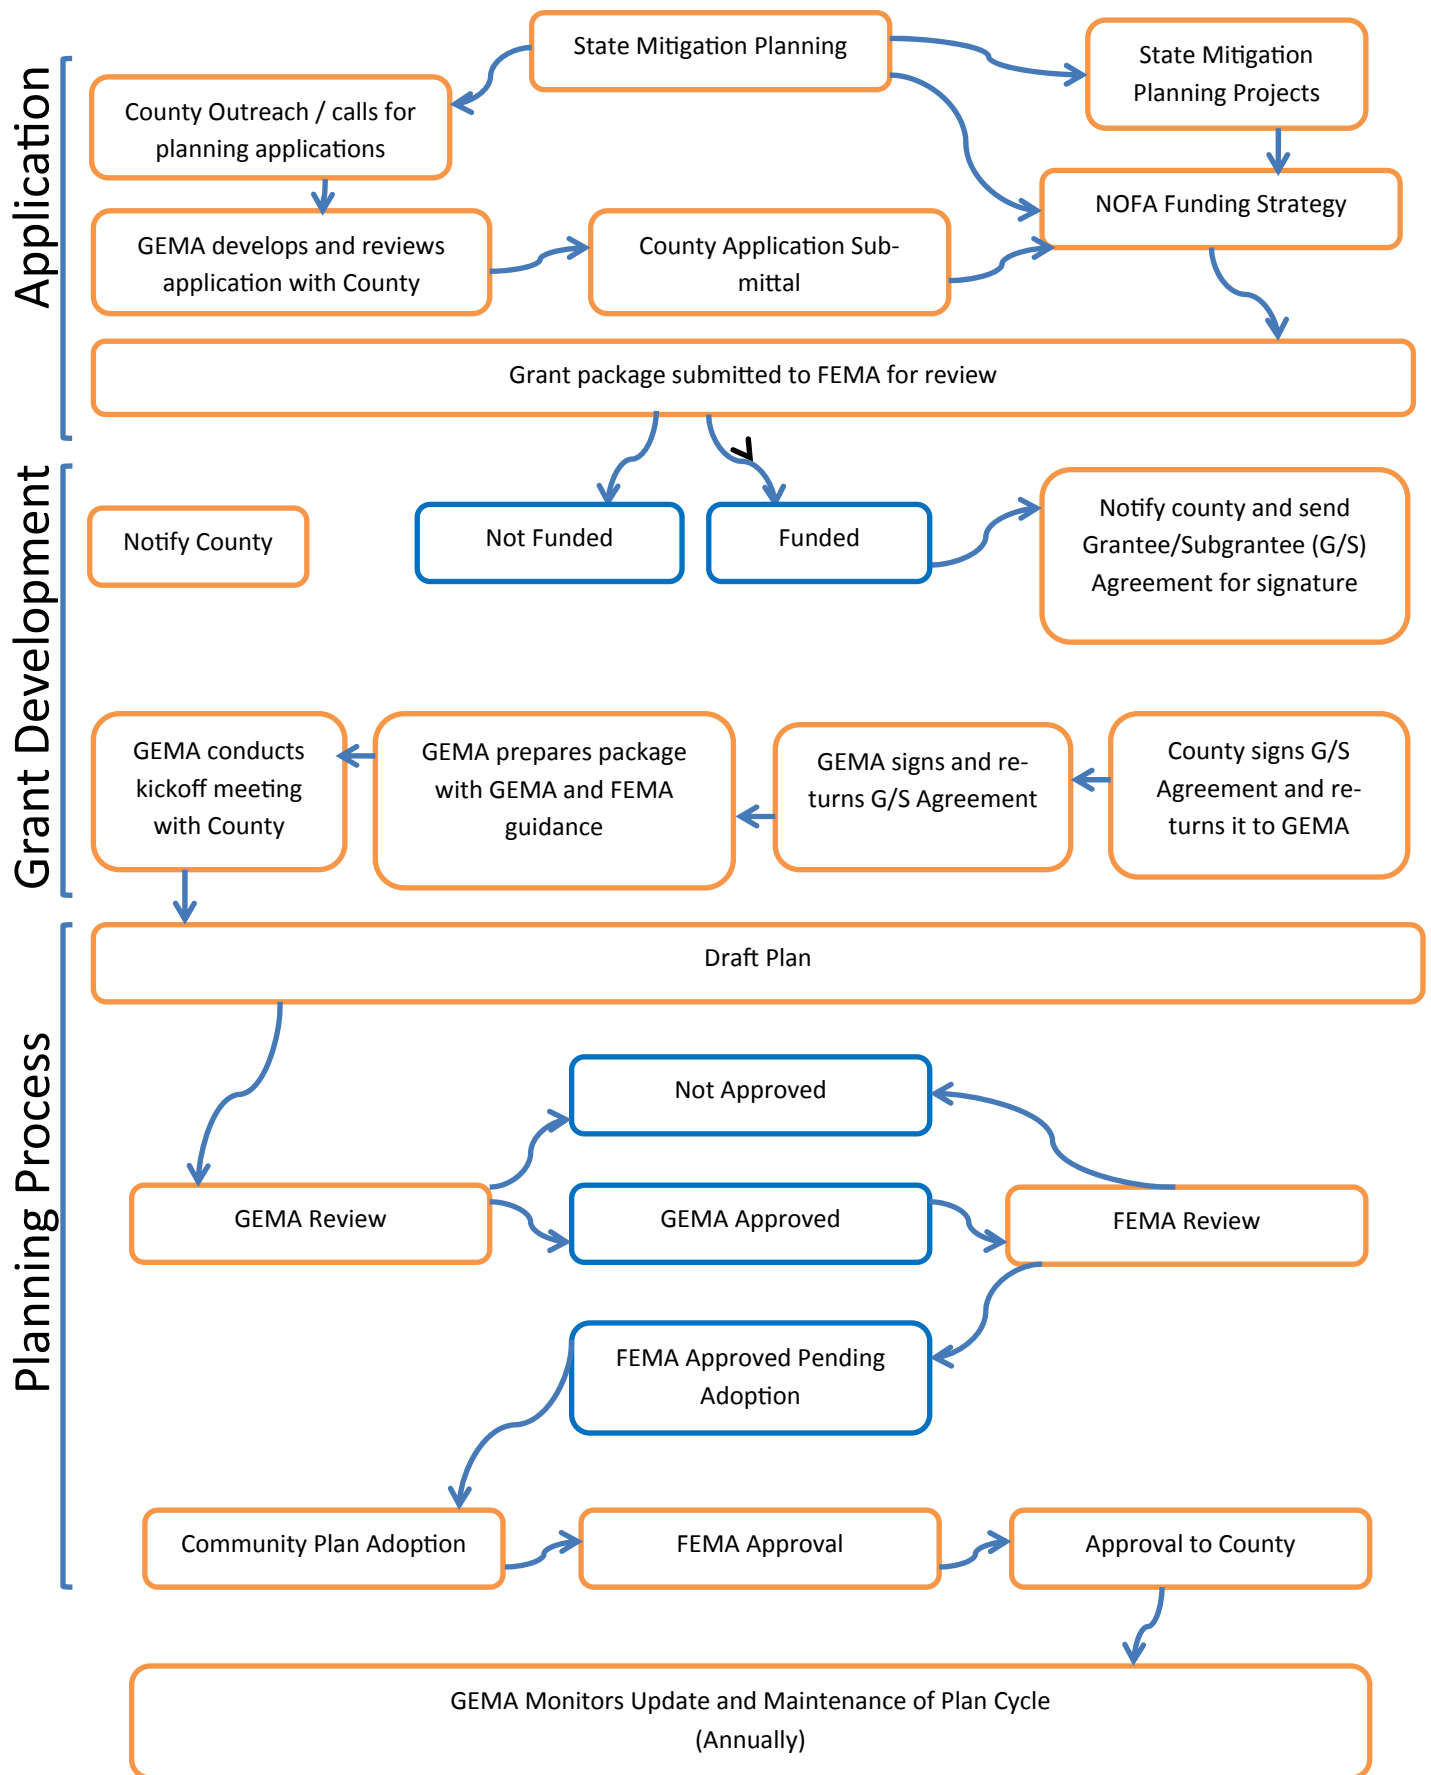 Application
State Mitigation Planning
State Mitigation
Planning Projects
County Outreach / calls for
planning applications
NOFA Funding Strategy
GEMA develops and reviews
application with County
County Application Sub-
mittal
Grant package submitted to FEMA for review
Grant Development
Notify County
Not Funded
Funded
Notify county and send
Grantee/Subgrantee (G/S)
Agreement for signature
GEMA conducts
kickoff meeting
with County
GEMA prepares package
with GEMA and FEMA
guidance
GEMA signs and re-
turns G/S Agreement
County signs G/S
Agreement and re-
turns it to GEMA
Planning Process
Draft Plan
Not Approved
GEMA Review
GEMA Approved
FEMA Review
FEMA Approved Pending
Adoption
Community Plan Adoption
FEMA Approval
Approval to County
GEMA Monitors Update and Maintenance of Plan Cycle
(Annually)